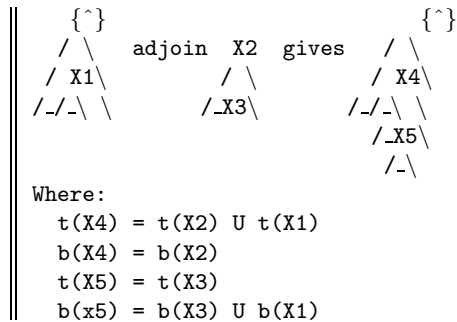 {^} {^}
/ \ adjoin X2 gives / \
/ X1\ / \ / X4\
/_/_\ \ /_X3\ /_/_\ \
/_X5\
/_\
Where:
t(X4) = t(X2) U t(X1)
b(X4) = b(X2)
t(X5) = t(X3)
b(x5) = b(X3) U b(X1)